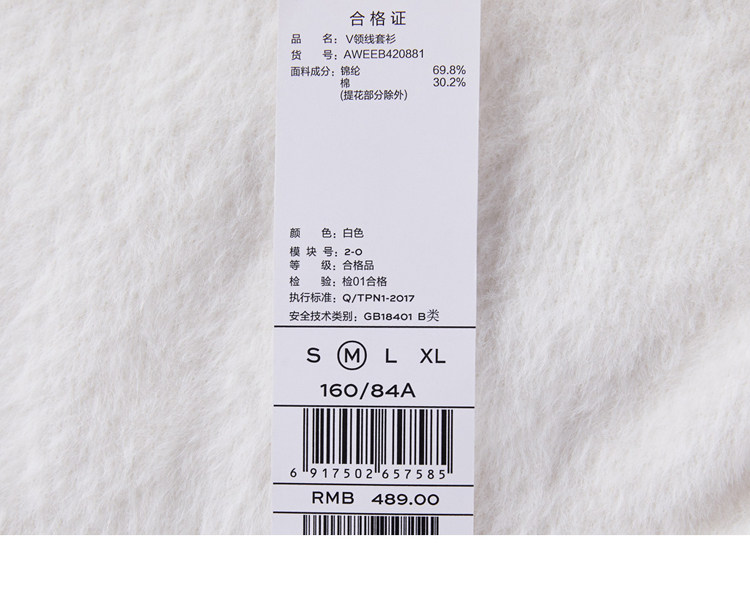 合格证
品 名：V领线套衫
货 号：AWEEB420881
面料成分：锦纶 69.8%
棉 30.2%
(提花部分除外)
颜 色：白色
模 块 号：2-0
等 级：合格品
检 验：检01合格
执行标准：Q/TPN1-2017
安全技术类别：GB18401 B类
S M L XL
160/84A
6 917502 657585
RMB 489.00